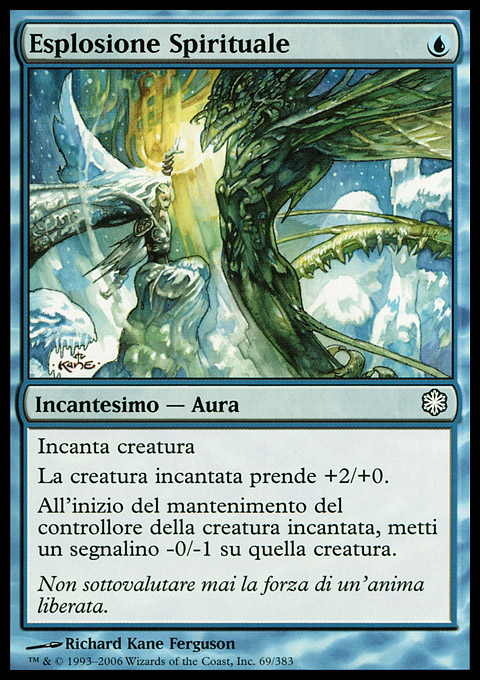 Esplosione Spirituale
Kane
Incantesimo — Aura
Incanta creatura
La creatura incantata prende +2/+0.
All'inizio del mantenimento del
controllore della creatura incantata, metti
un segnalino -0/-1 su quella creatura.
Non sottovalutare mai la forza di un'anima
liberata.
Richard Kane Ferguson
™ & © 1993–2006 Wizards of the Coast, Inc. 69/383